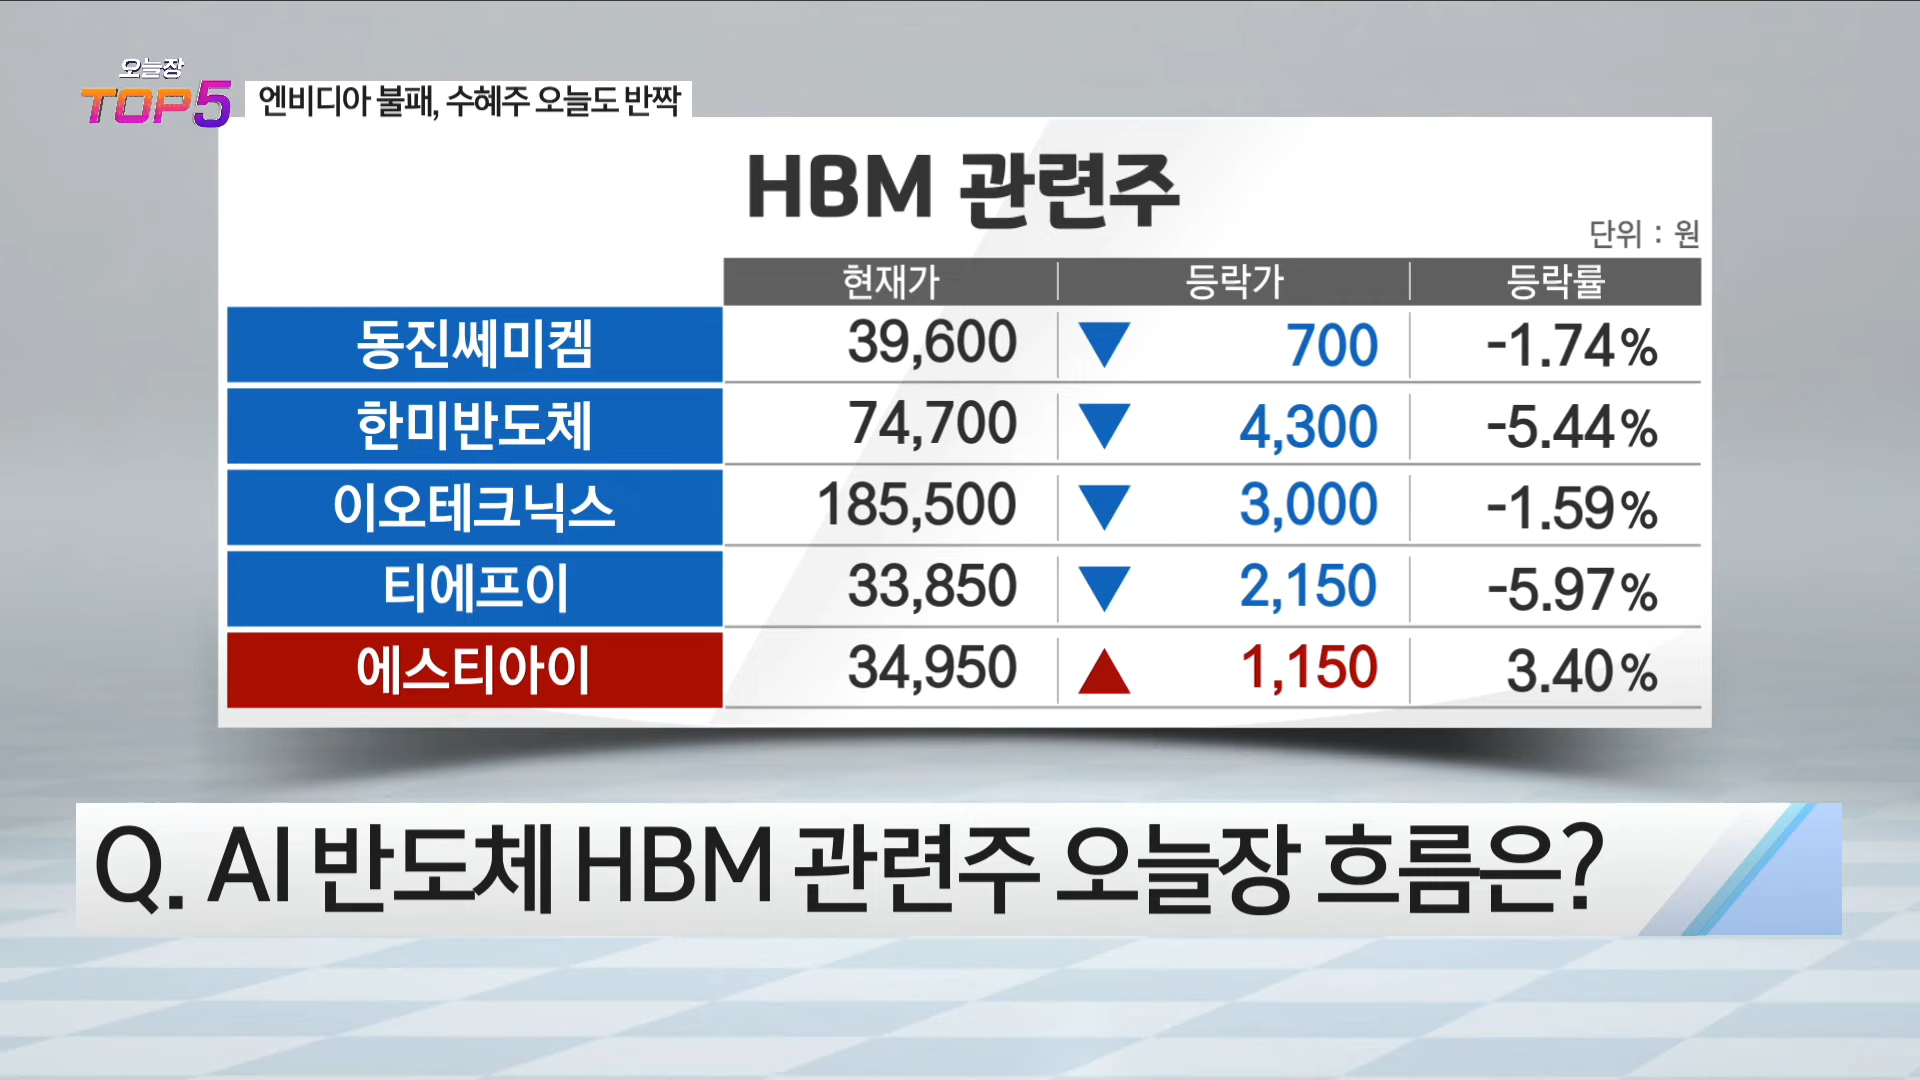 오늘장
TOP5
엔비디아 불패, 수혜주 오늘도 반짝
HBM 관련주
단위 : 원
현재가 등락가 등락률
동진쎄미켐 39,600 ▼ 700 -1.74%
한미반도체 74,700 ▼ 4,300 -5.44%
이오테크닉스 185,500 ▼ 3,000 -1.59%
티에프이 33,850 ▼ 2,150 -5.97%
에스티아이 34,950 ▲ 1,150 3.40%
Q. AI 반도체 HBM 관련주 오늘장 흐름은?